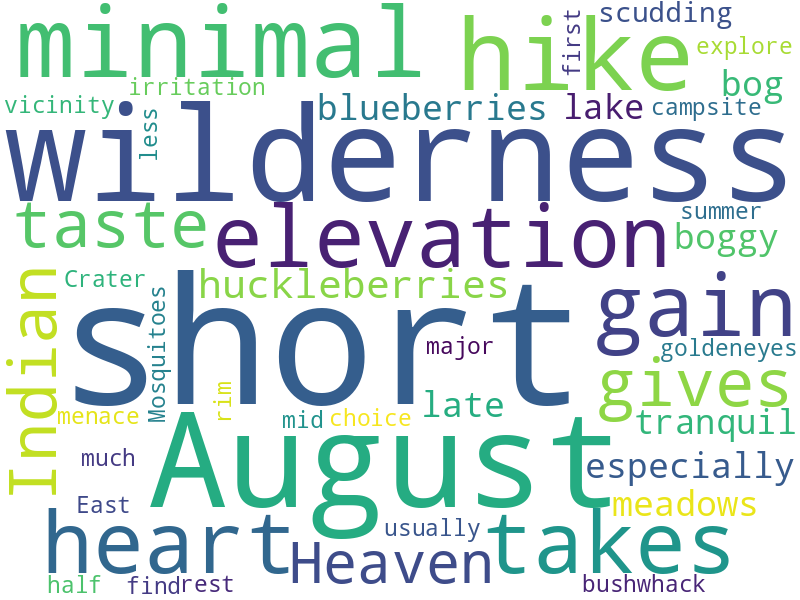 minimal
hike
first
scudding
explore
irritation
bog
vicinity
less
blueberries
lake
campsite
wilderness
taste
elevation
summer
boggy
Indian
Crater
huckleberries
gain
short
Mosquitoes
major
goldeneyes
rim
gives
menace
mid
choice
late
tranquil
August
much
especially
East
meadows
heart
usually
takes
Heaven
half
find
rest
bushwhack